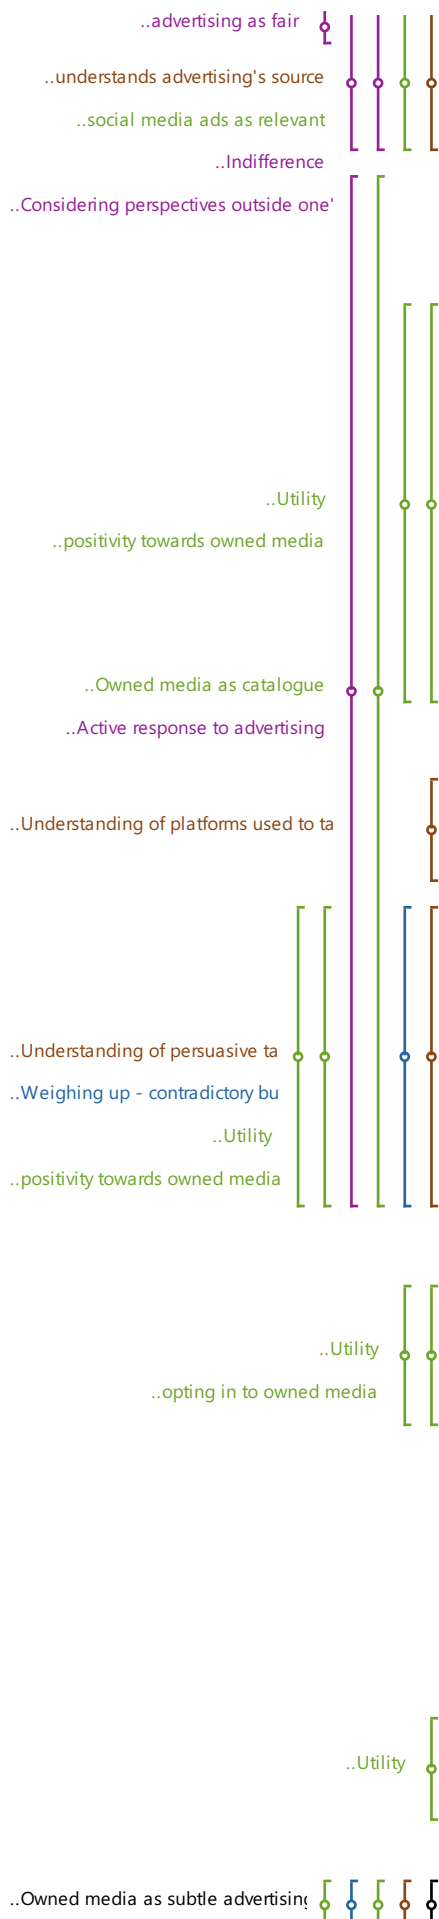 ..advertising as fair
..understands advertising's source
..social media ads as relevant
..Indifference
..Considering perspectives outside one'
..Utility
..positivity towards owned media
..Owned media as catalogue
..Active response to advertising
..Understanding of platforms used to ta
..Understanding of persuasive ta
..Weighing up - contradictory bu
..Utility
..positivity towards owned media
..Utility
..opting in to owned media
..Utility
..Owned media as subtle advertising